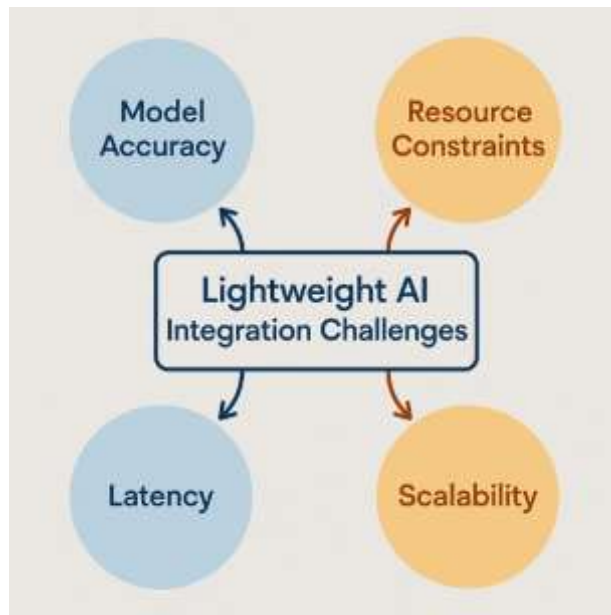 Model
Accuracy
Resource
Constraints
Lightweight AI
Integration Challenges
Latency
Scalability